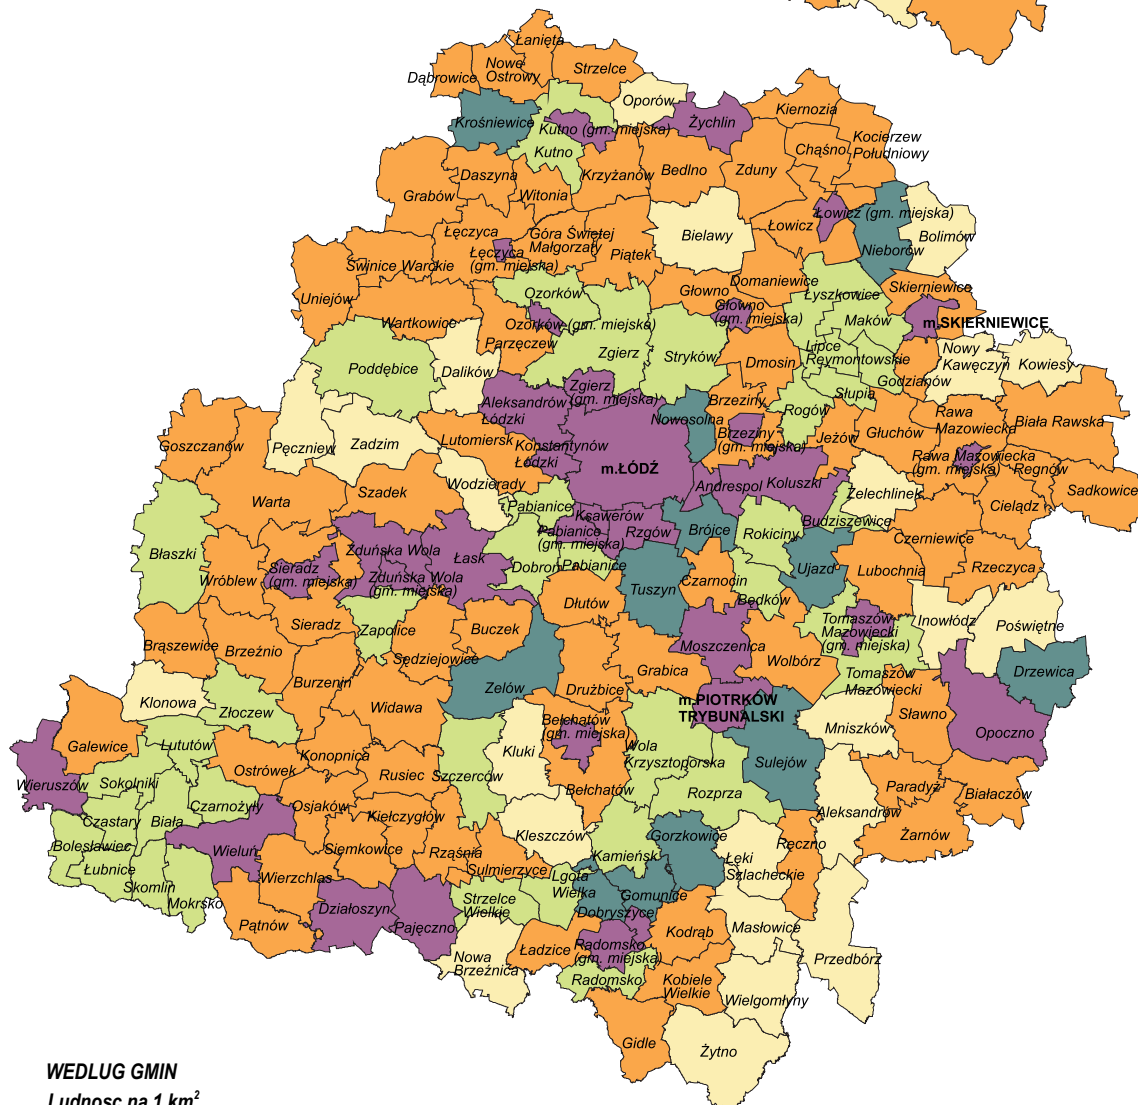 Łanięta
Nowe
Ostrowy
Strzelce
Dąbrowice
Oporów
Krośniewice
Kutno (gm. miejska)
Żychlin
Kiernozia
Kutno
Kocierzew
Południowy
Chąśno
Daszyna
Krzyżanów
Bedlno
Zduny
Grabów
Witonia
Łowicz (gm. miejska)
Łęczyca
Góra Świętej
Małgorzaty
Bielawy
Łowicz
Bolimów
Nieborów
Łęczyca
(gm. miejska)
Piątek
Świnice Warckie
Domaniewice
Skierniewice
Uniejów
Ozorków
Głowno
Łyszkowice
Wartkowice
Ozorków (gm. miejska)
Głowno
(gm. miejska)
Maków
m.SKIERNIEWICE
Parzęczew
Zgierz
Stryków
Lipce
Reymontowskie
Nowy
Kawęczyn
Kowiesy
Poddębice
Dalików
Dmosin
Godzianów
Zgierz
(gm. miejska)
Słupia
Aleksandrów
Łódzki
Brzeziny
Rogów
Rawa
Mazowiecka
Biała Rawska
Nowosolna
Goszczanów
Pęczniew
Zadzim
Lutomiersk
Konstantynów
Łódzki
Brzeziny
(gm. miejska)
Jeżów
Głuchów
Rawa Mazowiecka
(gm. miejska)
Regnów
m.ŁÓDŹ
Wodzierady
Andrespol
Koluszki
Żelechlinek
Sadkowice
Warta
Szadek
Pabianice
Cielądz
Ksawerów
Budziszewice
Błaszki
Zduńska Wola
Łask
Pabianice
(gm. miejska)
Rzgów
Brójce
Rokiciny
Czerniewice
Wróblew
Sieradz
(gm. miejska)
Zduńska Wola
(gm. miejska)
Dobroń
Pabianice
Ujazd
Lubochnia
Rzeczyca
Tuszyn
Czarnocin
Dłutów
Będków
Sieradz
Zapolice
Buczek
Tomaszów
Mazowiecki
(gm. miejska)
Inowłódz
Poświętne
Brąszewice
Brzeźnio
Sędziejowice
Moszczenica
Wolbórz
Grabica
Drzewica
Burzenin
Zelów
Drużbice
Tomaszów
Mazowiecki
Klonowa
Złoczew
Widawa
m.PIOTRKÓW
TRYBUNALSKI
Sławno
Bełchatów
(gm. miejska)
Mniszków
Opoczno
Galewice
Lututów
Konopnica
Kluki
Wola
Krzysztoporska
Sulejów
Ostrówek
Rusiec
Szczerców
Wieruszów
Sokolniki
Bełchatów
Rozprza
Paradyż
Białaczów
Czarnożyły
Osjaków
Kiełczygłów
Aleksandrów
Czastary
Biała
Kleszczów
Gorzkowice
Żarnów
Bolesławiec
Wieluń
Siemkowice
Rząśnia
Kamieńsk
Łęki
Szlacheckie
Ręczno
Łubnice
Sulmierzyce
Wierzchlas
Lgota
Wielka
Skomlin
Gomunice
Mokrsko
Działoszyn
Strzelce
Wielkie
Dobryszyce
Pątnów
Pajęczno
Kodrąb
Masłowice
Ładzice
Radomsko
(gm. miejska)
Nowa
Brzeźnica
Przedbórz
Radomsko
Kobiele
Wielkie
Wielgomłyny
Gidle
Żytno
WEDLUG GMIN
Ludnosc na 1 km²